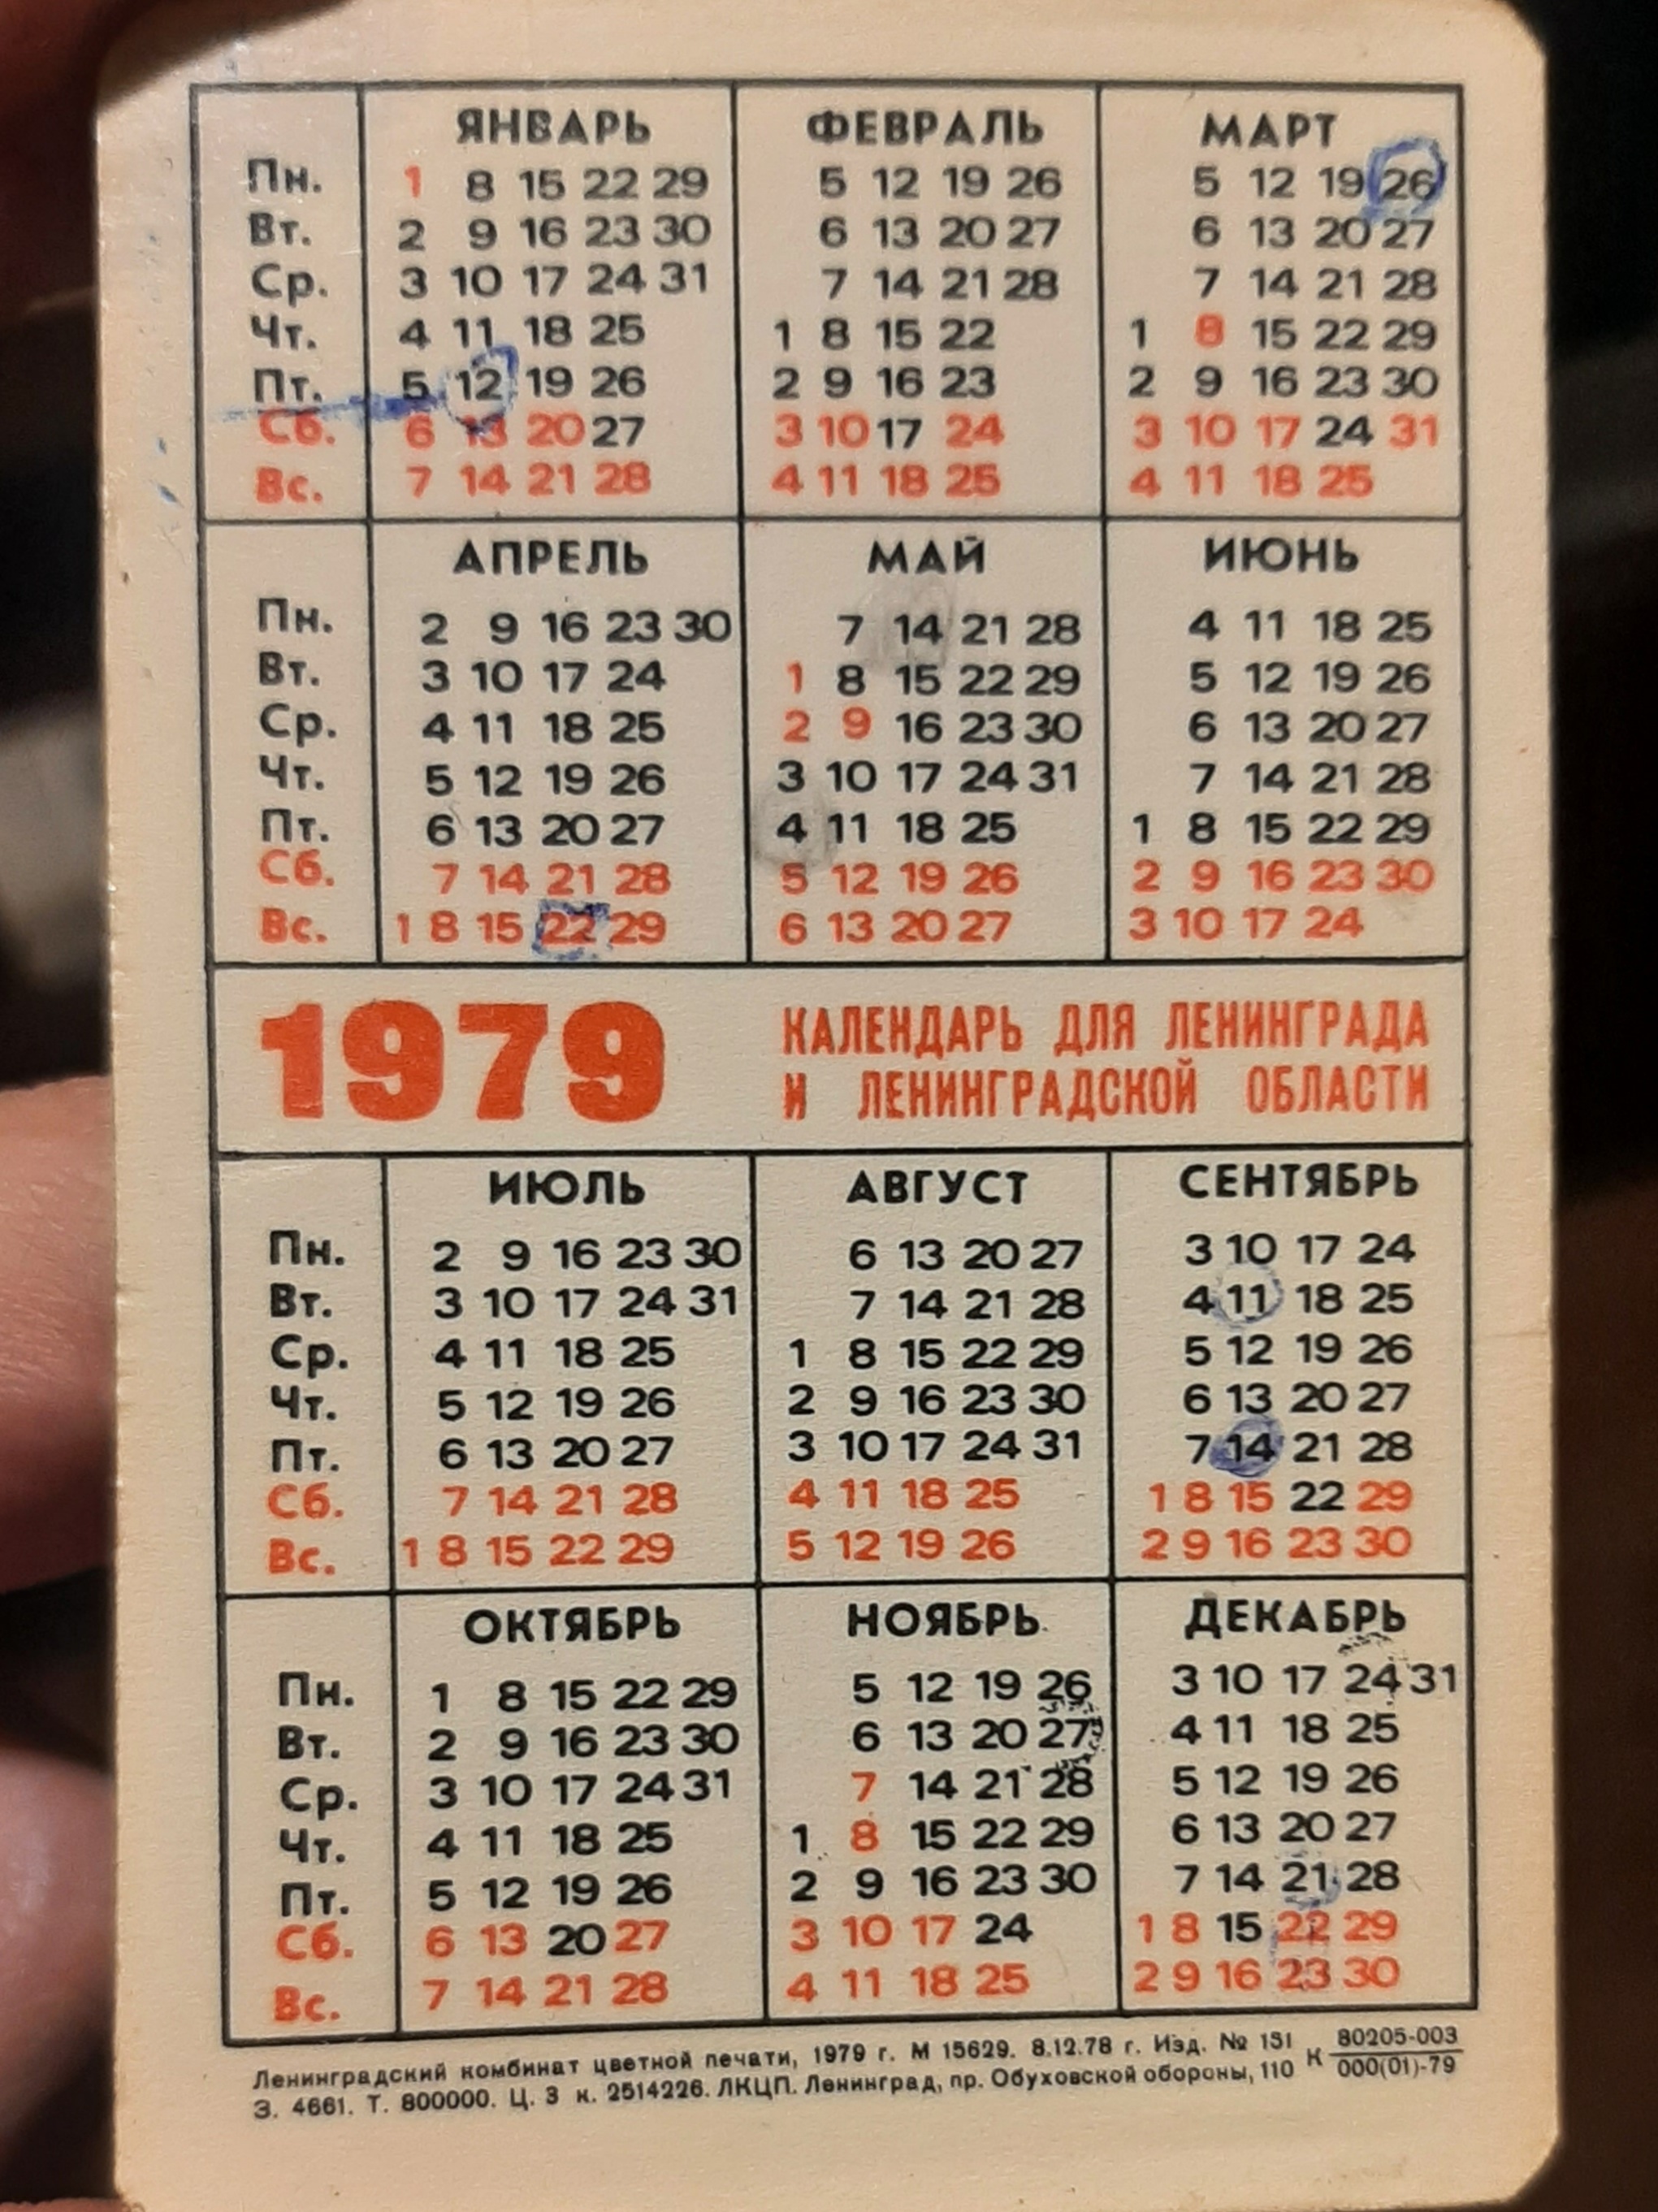 ЯНВАРЬ ФЕВРАЛЬ МАРТ
Пн. 1 8 15 22 29 5 12 19 26 5 12 19 26
Вт. 2 9 16 23 30 6 13 20 27 6 13 20 27
Ср. 3 10 17 24 31 7 14 21 28 7 14 21 28
Чт. 4 11 18 25 1 8 15 22 1 8 15 22 29
Пт. 5 12 19 26 2 9 16 23 2 9 16 23 30
Сб. 6 13 20 27 3 10 17 24 3 10 17 24 31
Вс. 7 14 21 28 4 11 18 25 4 11 18 25
АПРЕЛЬ МАЙ ИЮНЬ
Пн. 2 9 16 23 30 7 14 21 28 4 11 18 25
Вт. 3 10 17 24 1 8 15 22 29 5 12 19 26
Ср. 4 11 18 25 2 9 16 23 30 6 13 20 27
Чт. 5 12 19 26 3 10 17 24 31 7 14 21 28
Пт. 6 13 20 27 4 11 18 25 1 8 15 22 29
Сб. 7 14 21 28 5 12 19 26 2 9 16 23 30
Вс. 1 8 15 22 29 6 13 20 27 3 10 17 24
1979 КАЛЕНДАРЬ ДЛЯ ЛЕНИНГРАДА
И ЛЕНИНГРАДСКОЙ ОБЛАСТИ
ИЮЛЬ АВГУСТ СЕНТЯБРЬ
Пн. 2 9 16 23 30 6 13 20 27 3 10 17 24
Вт. 3 10 17 24 31 7 14 21 28 4 11 18 25
Ср. 4 11 18 25 1 8 15 22 29 5 12 19 26
Чт. 5 12 19 26 2 9 16 23 30 6 13 20 27
Пт. 6 13 20 27 3 10 17 24 31 7 14 21 28
Сб. 7 14 21 28 4 11 18 25 1 8 15 22 29
Вс. 1 8 15 22 29 5 12 19 26 2 9 16 23 30
ОКТЯБРЬ НОЯБРЬ ДЕКАБРЬ
Пн. 1 8 15 22 29 5 12 19 26 3 10 17 24 31
Вт. 2 9 16 23 30 6 13 20 27 4 11 18 25
Ср. 3 10 17 24 31 7 14 21 28 5 12 19 26
Чт. 4 11 18 25 1 8 15 22 29 6 13 20 27
Пт. 5 12 19 26 2 9 16 23 30 7 14 21 28
Сб. 6 13 20 27 3 10 17 24 1 8 15 22 29
Вс. 7 14 21 28 4 11 18 25 2 9 16 23 30
Ленинградский комбинат цветной печати, 1979 г. М 15629. 8.12.78 г. Изд. № 151 К 80205-003
З. 4661. Т. 800000. Ц. 3 к. 2514226. ЛКЦП. Ленинград, пр. Обуховской обороны, 110 000(01)-79